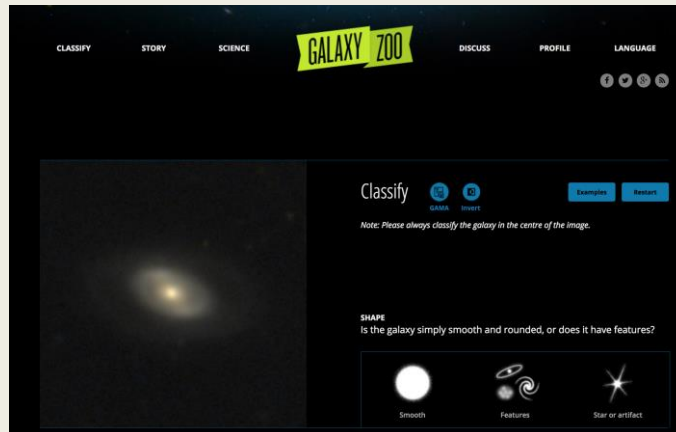 CLASSIFY STORY SCIENCE GALAXY ZOO DISCUSS PROFILE LANGUAGE
Classify
GAMA Invert
Examples Restart
Note: Please always classify the galaxy in the centre of the image.
SHAPE
Is the galaxy simply smooth and rounded, or does it have features?
Smooth Features Star or artifact